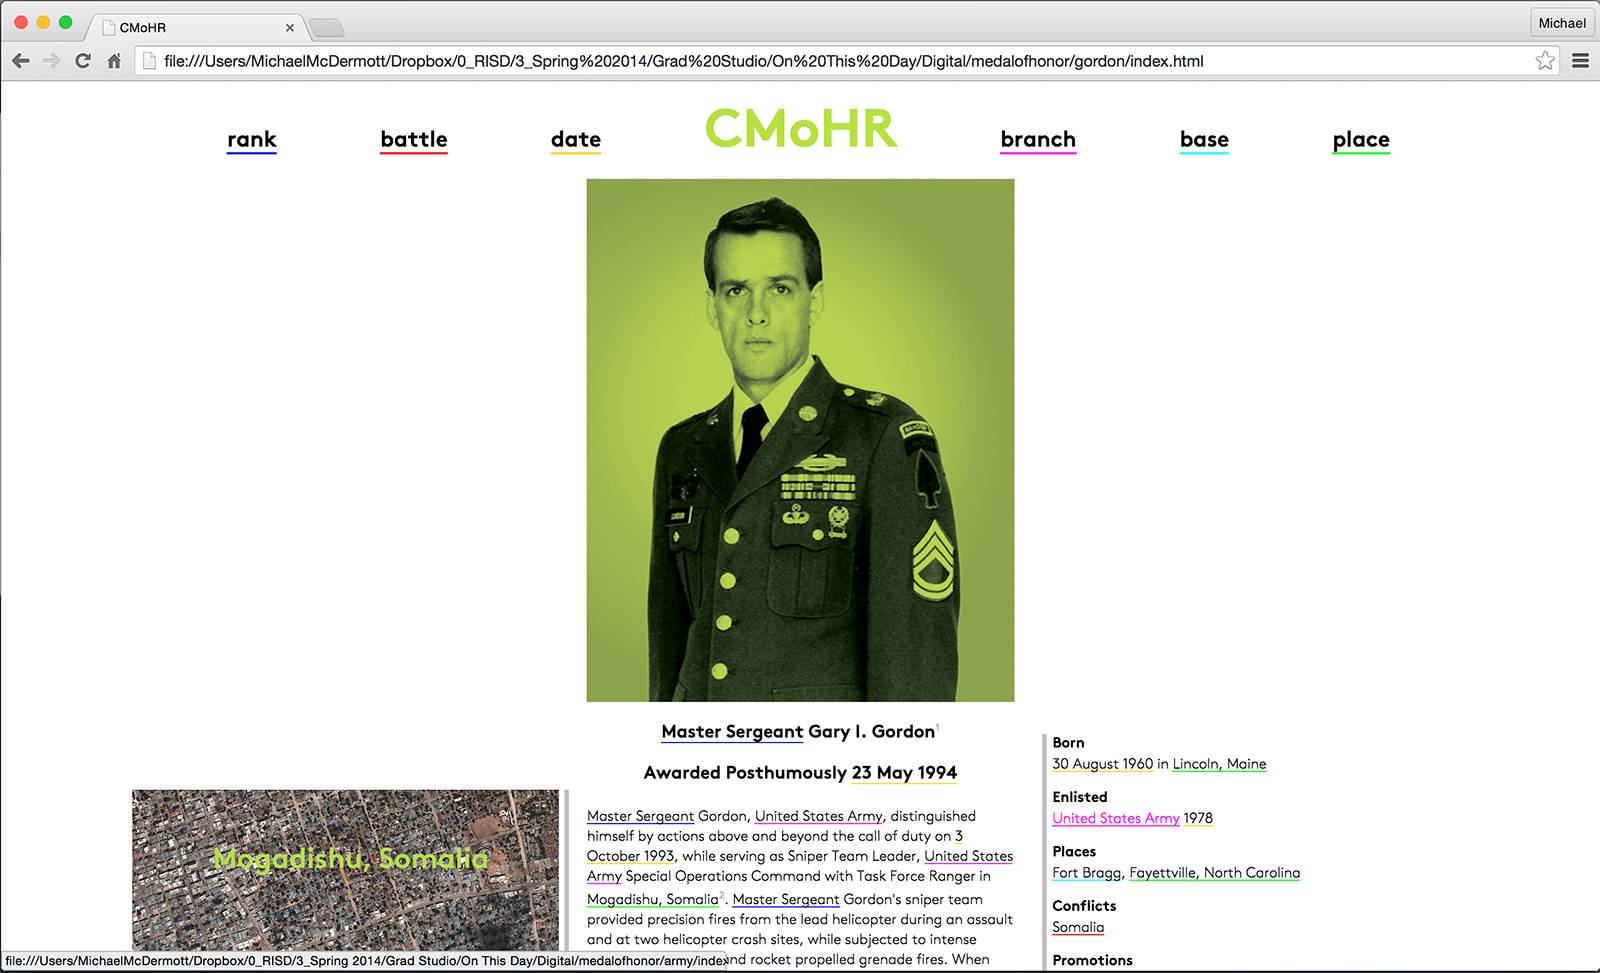 CMoHR
Michael
file:///Users/MichaelMcDermott/Dropbox/0_RISD/3_Spring%202014/Grad%20Studio/On%20This%20Day/Digital/medalofhonor/gordon/index.html
rank
battle
date
CMoHR
branch
base
place
RANGER
GORDON
Master Sergeant Gary I. Gordon1
Awarded Posthumously 23 May 1994
Mogadishu, Somalia
Master Sergeant Gordon, United States Army, distinguished
himself by actions above and beyond the call of duty on 3
October 1993, while serving as Sniper Team Leader, United States
Army Special Operations Command with Task Force Ranger in
Mogadishu, Somalia2. Master Sergeant Gordon's sniper team
provided precision fires from the lead helicopter during an assault
and at two helicopter crash sites, while subjected to intense
and rocket propelled grenade fires. When
Born
30 August 1960 in Lincoln, Maine
Enlisted
United States Army 1978
Places
Fort Bragg, Fayettville, North Carolina
Conflicts
Somalia
Promotions
file:///Users/MichaelMcDermott/Dropbox/0_RISD/3_Spring 2014/Grad Studio/On This Day/Digital/medalofhonor/army/index